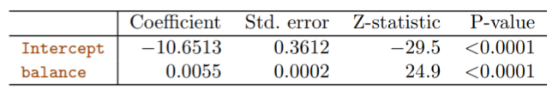 Coefficient Std. error Z-statistic P-value
Intercept −10.6513 0.3612 −29.5 <0.0001
balance 0.0055 0.0002 24.9 <0.0001